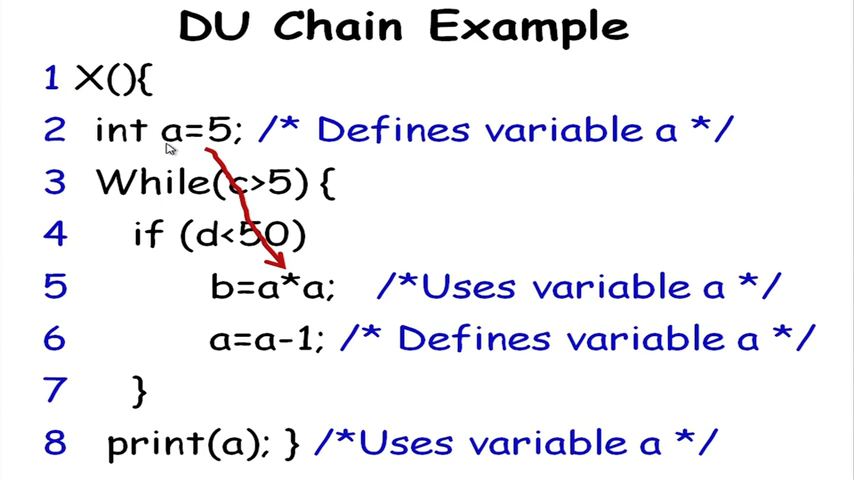 DU Chain Example
1 X(){
2 int a=5; /* Defines variable a */
3 While(c>5) {
4 if (d<50)
5 b=a*a; /*Uses variable a */
6 a=a-1; /* Defines variable a */
7 }
8 print(a); } /*Uses variable a */